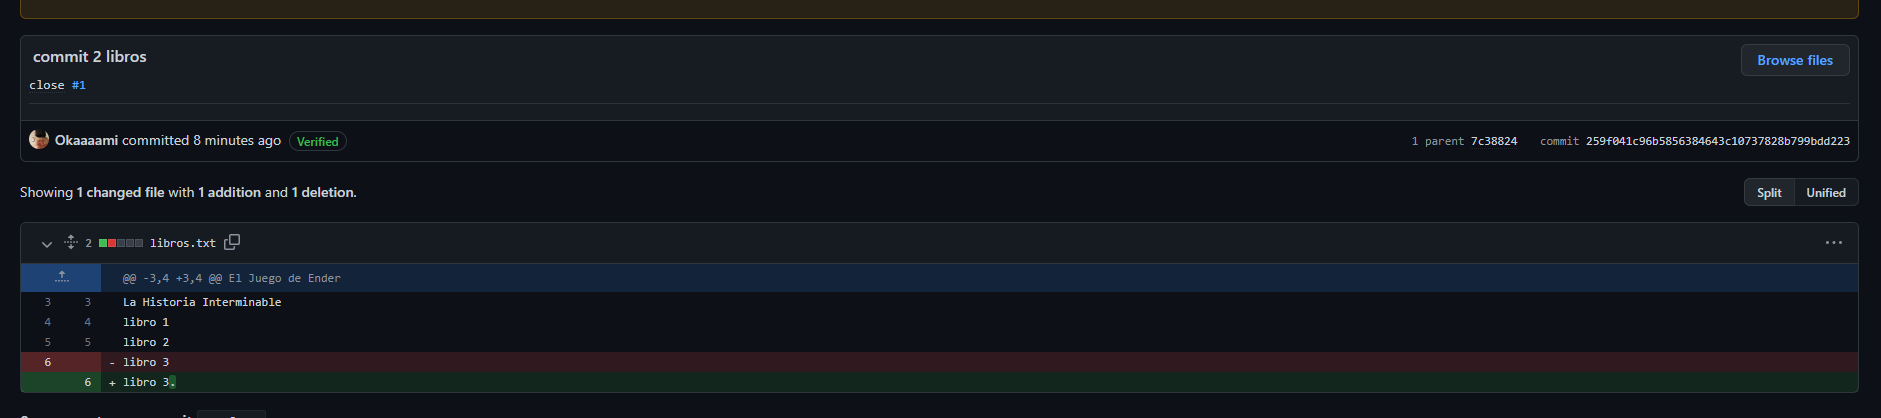 commit 2 libros
Browse files
close #1
Okaaaami committed 8 minutes ago Verified
1 parent 7c38824 commit 259f041c96b5856384643c10737828b799bdd223
Showing 1 changed file with 1 addition and 1 deletion.
Split Unified
2 libros.txt
@@ -3,4 +3,4 @@ El Juego de Ender
3 3 La Historia Interminable
4 4 libro 1
5 5 libro 2
6 - libro 3
6 + libro 3.